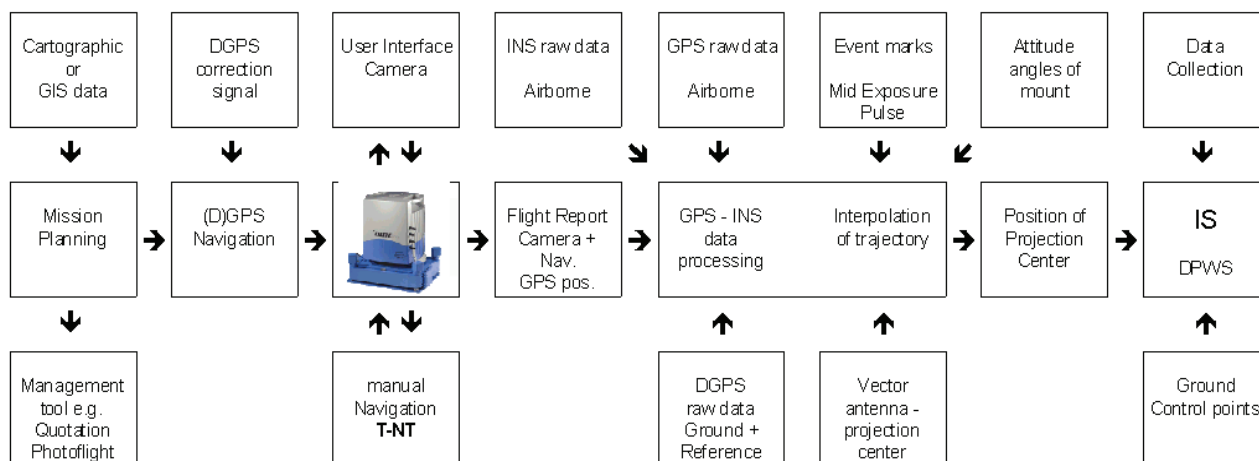 Cartographic
or
GIS data
DGPS
correction
signal
User Interface
Camera
INS raw data
Airborne
GPS raw data
Airborne
Event marks
Mid Exposure
Pulse
Attitude
angles of
mount
Data
Collection
Mission
Planning
(D)GPS
Navigation
Flight Report
Camera +
Nav.
GPS pos.
GPS - INS
data
processing
Interpolation
of trajectory
Position of
Projection
Center
IS
DPWS
Management
tool e.g.
Quotation
Photoflight
manual
Navigation
T-NT
DGPS
raw data
Ground +
Reference
Vector
antenna -
projection
center
Ground
Control points